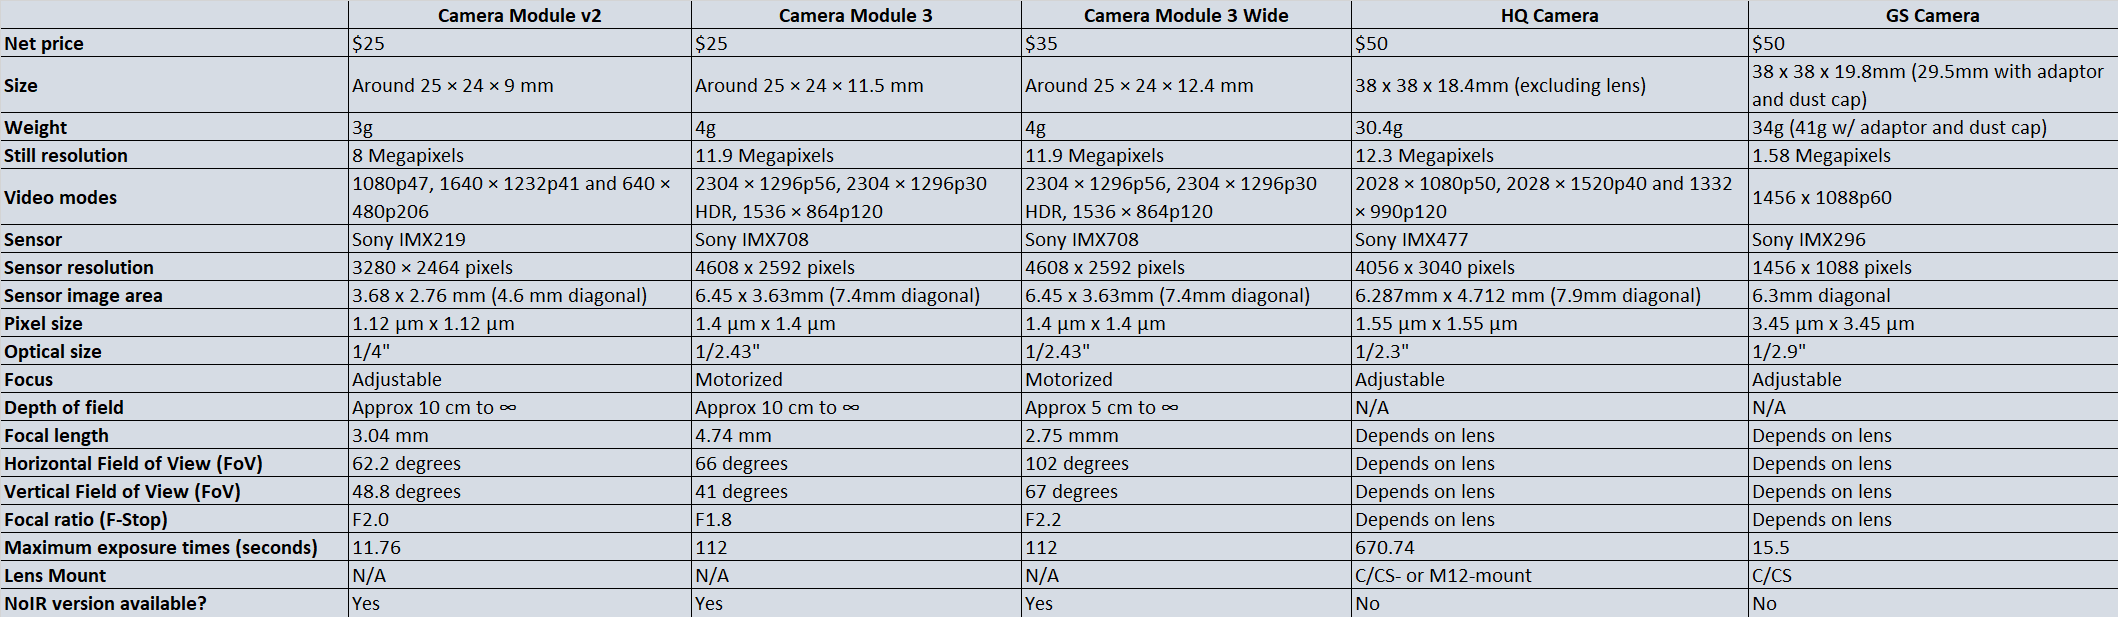 Camera Module v2 Camera Module 3 Camera Module 3 Wide HQ Camera GS Camera
Net price $25 $25 $35 $50 $50
Size Around 25 × 24 × 9 mm Around 25 × 24 × 11.5 mm Around 25 × 24 × 12.4 mm 38 x 38 x 18.4mm (excluding lens) 38 x 38 x 19.8mm (29.5mm with adaptor
and dust cap)
Weight 3g 4g 4g 30.4g 34g (41g w/ adaptor and dust cap)
Still resolution 8 Megapixels 11.9 Megapixels 11.9 Megapixels 12.3 Megapixels 1.58 Megapixels
Video modes 1080p47, 1640 × 1232p41 and 640 × 2304 × 1296p56, 2304 × 1296p30 2304 × 1296p56, 2304 × 1296p30 2028 × 1080p50, 2028 × 1520p40 and 1332 1456 x 1088p60
480p206 HDR, 1536 × 864p120 HDR, 1536 × 864p120 × 990p120
Sensor Sony IMX219 Sony IMX708 Sony IMX708 Sony IMX477 Sony IMX296
Sensor resolution 3280 × 2464 pixels 4608 x 2592 pixels 4608 x 2592 pixels 4056 x 3040 pixels 1456 x 1088 pixels
Sensor image area 3.68 x 2.76 mm (4.6 mm diagonal) 6.45 x 3.63mm (7.4mm diagonal) 6.45 x 3.63mm (7.4mm diagonal) 6.287mm x 4.712 mm (7.9mm diagonal) 6.3mm diagonal
Pixel size 1.12 µm x 1.12 µm 1.4 µm x 1.4 µm 1.4 µm x 1.4 µm 1.55 µm x 1.55 µm 3.45 µm x 3.45 µm
Optical size 1/4" 1/2.43" 1/2.43" 1/2.3" 1/2.9"
Focus Adjustable Motorized Motorized Adjustable Adjustable
Depth of field Approx 10 cm to ∞ Approx 10 cm to ∞ Approx 5 cm to ∞ N/A N/A
Focal length 3.04 mm 4.74 mm 2.75 mmm Depends on lens Depends on lens
Horizontal Field of View (FoV) 62.2 degrees 66 degrees 102 degrees Depends on lens Depends on lens
Vertical Field of View (FoV) 48.8 degrees 41 degrees 67 degrees Depends on lens Depends on lens
Focal ratio (F-Stop) F2.0 F1.8 F2.2 Depends on lens Depends on lens
Maximum exposure times (seconds) 11.76 112 112 670.74 15.5
Lens Mount N/A N/A N/A C/CS- or M12-mount C/CS
NoIR version available? Yes Yes Yes No No